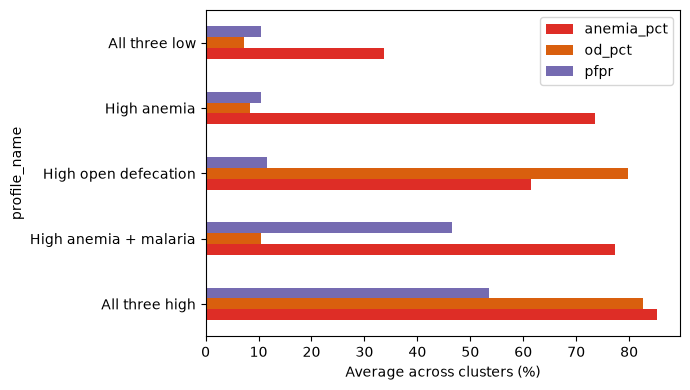 anemia_pct
od_pct
pfpr
All three low
High anemia
High open defecation
High anemia + malaria
All three high
profile_name
0 10 20 30 40 50 60 70 80
Average across clusters (%)